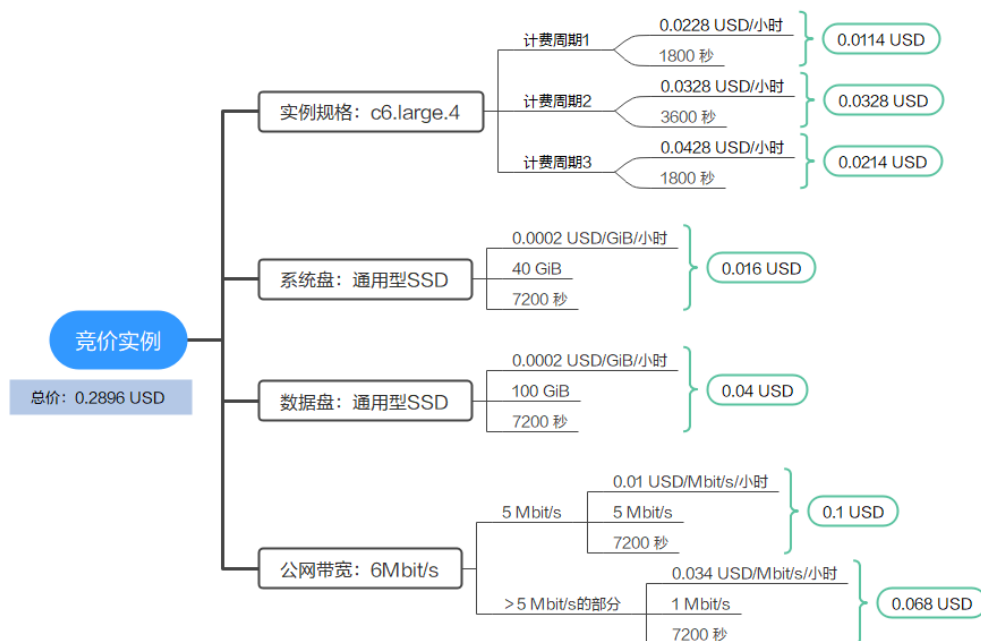 竞价实例
总价：0.2896 USD
实例规格：c6.large.4
计费周期1
0.0228 USD/小时
1800 秒
0.0114 USD
计费周期2
0.0328 USD/小时
3600 秒
0.0328 USD
计费周期3
0.0428 USD/小时
1800 秒
0.0214 USD
系统盘：通用型SSD
0.0002 USD/GiB/小时
40 GiB
7200 秒
0.016 USD
数据盘：通用型SSD
0.0002 USD/GiB/小时
100 GiB
7200 秒
0.04 USD
公网带宽：6Mbit/s
5 Mbit/s
0.01 USD/Mbit/s/小时
5 Mbit/s
7200 秒
0.1 USD
>5 Mbit/s的部分
0.034 USD/Mbit/s/小时
1 Mbit/s
7200 秒
0.068 USD